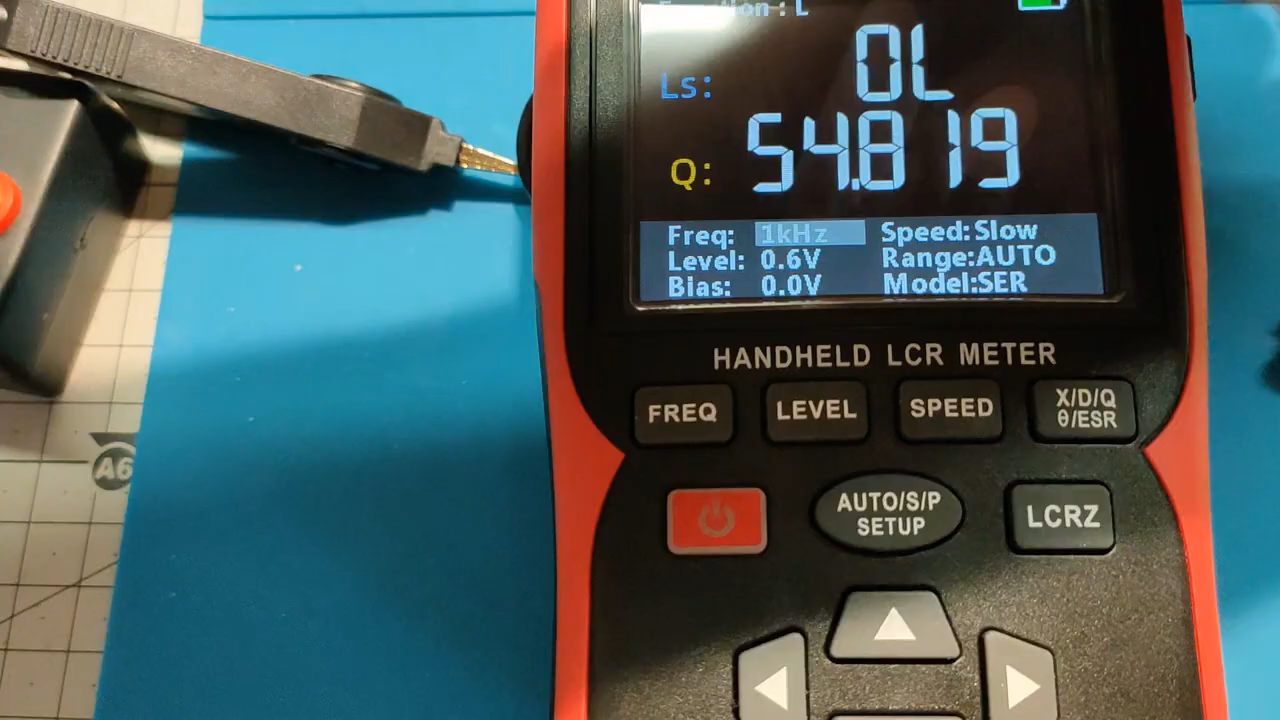 Function : L
Ls: OL
Q: 54.819
Freq: 1kHz Speed: Slow
Level: 0.6V Range:AUTO
Bias: 0.0V Model:SER
HANDHELD LCR METER
FREQ LEVEL SPEED X/D/Q
θ/ESR
AUTO/S/P
SETUP
LCRZ
A6